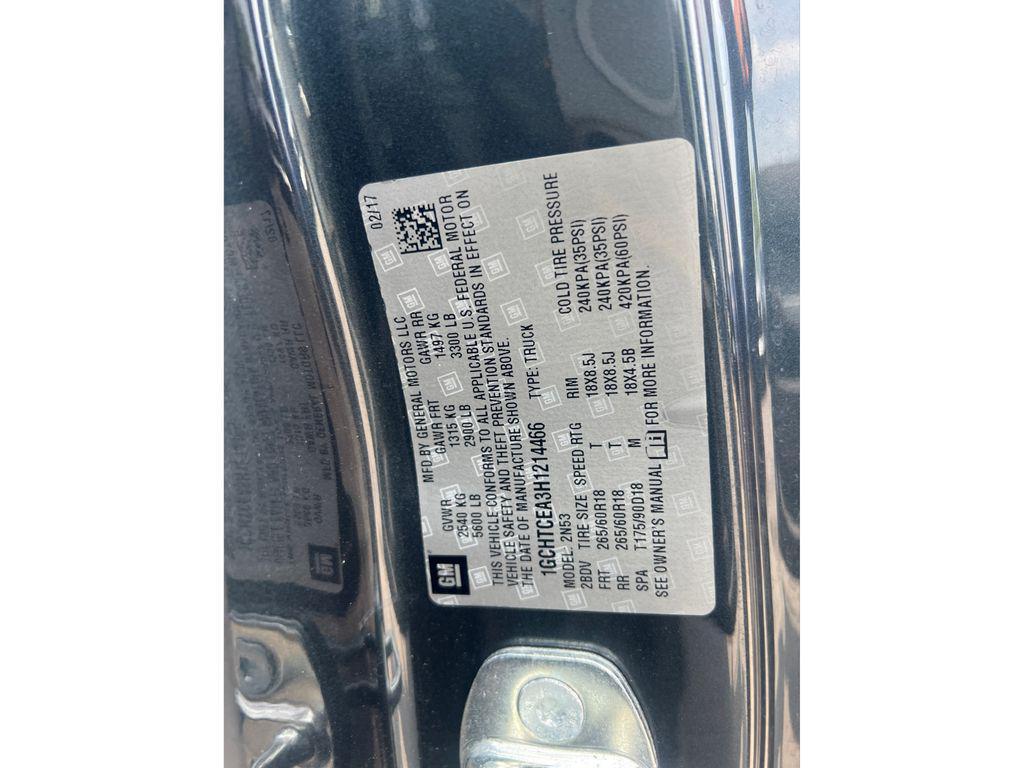 GM
MFD BY GENERAL MOTORS LLC 02/17
GVWR GAWR FRT GAWR RR
2540 KG 1315 KG 1497 KG
5600 LB 2900 LB 3300 LB
THIS VEHICLE CONFORMS TO ALL APPLICABLE U.S. FEDERAL MOTOR
VEHICLE SAFETY AND THEFT PREVENTION STANDARDS IN EFFECT ON
THE DATE OF MANUFACTURE SHOWN ABOVE.
1GCHTCEA3H1214466 TYPE: TRUCK
MODEL: 2N53
2BDV TIRE SIZE SPEED RTG RIM COLD TIRE PRESSURE
FRT 265/60R18 T 18X8.5J 240KPA(35PSI)
RR 265/60R18 T 18X8.5J 240KPA(35PSI)
SPA T175/90D18 M 18X4.5B 420KPA(60PSI)
SEE OWNER'S MANUAL i FOR MORE INFORMATION.